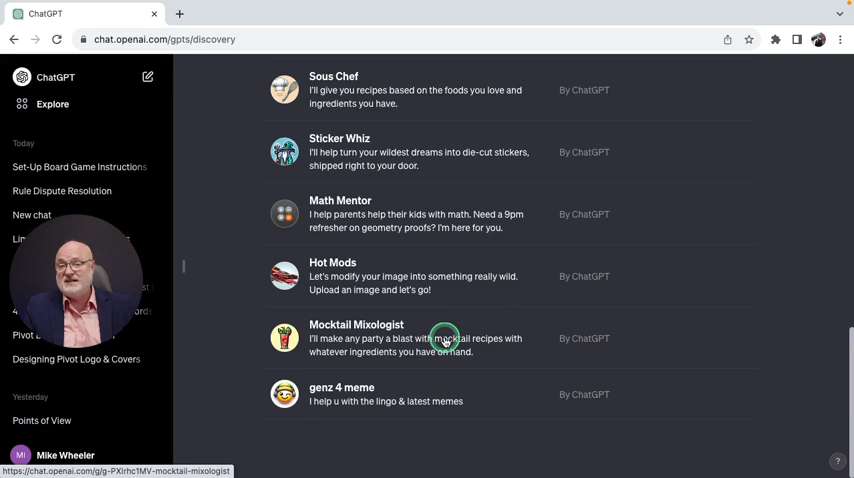 ChatGPT
chat.openai.com/gpts/discovery
ChatGPT
Explore
Today
Set-Up Board Game Instructions
Rule Dispute Resolution
New chat
Designing Pivot Logo & Covers
Yesterday
Points of View
MI
Mike Wheeler
https://chat.openai.com/g/g-PXlrhc1MV-mocktail-mixologist
Sous Chef
I'll give you recipes based on the foods you love and
ingredients you have.
By ChatGPT
Sticker Whiz
I'll help turn your wildest dreams into die-cut stickers,
shipped right to your door.
By ChatGPT
Math Mentor
I help parents help their kids with math. Need a 9pm
refresher on geometry proofs? I'm here for you.
By ChatGPT
Hot Mods
Let's modify your image into something really wild.
Upload an image and let's go!
By ChatGPT
Mocktail Mixologist
I'll make any party a blast with mocktail recipes with
whatever ingredients you have on hand.
By ChatGPT
genz 4 meme
I help u with the lingo & latest memes
By ChatGPT
?